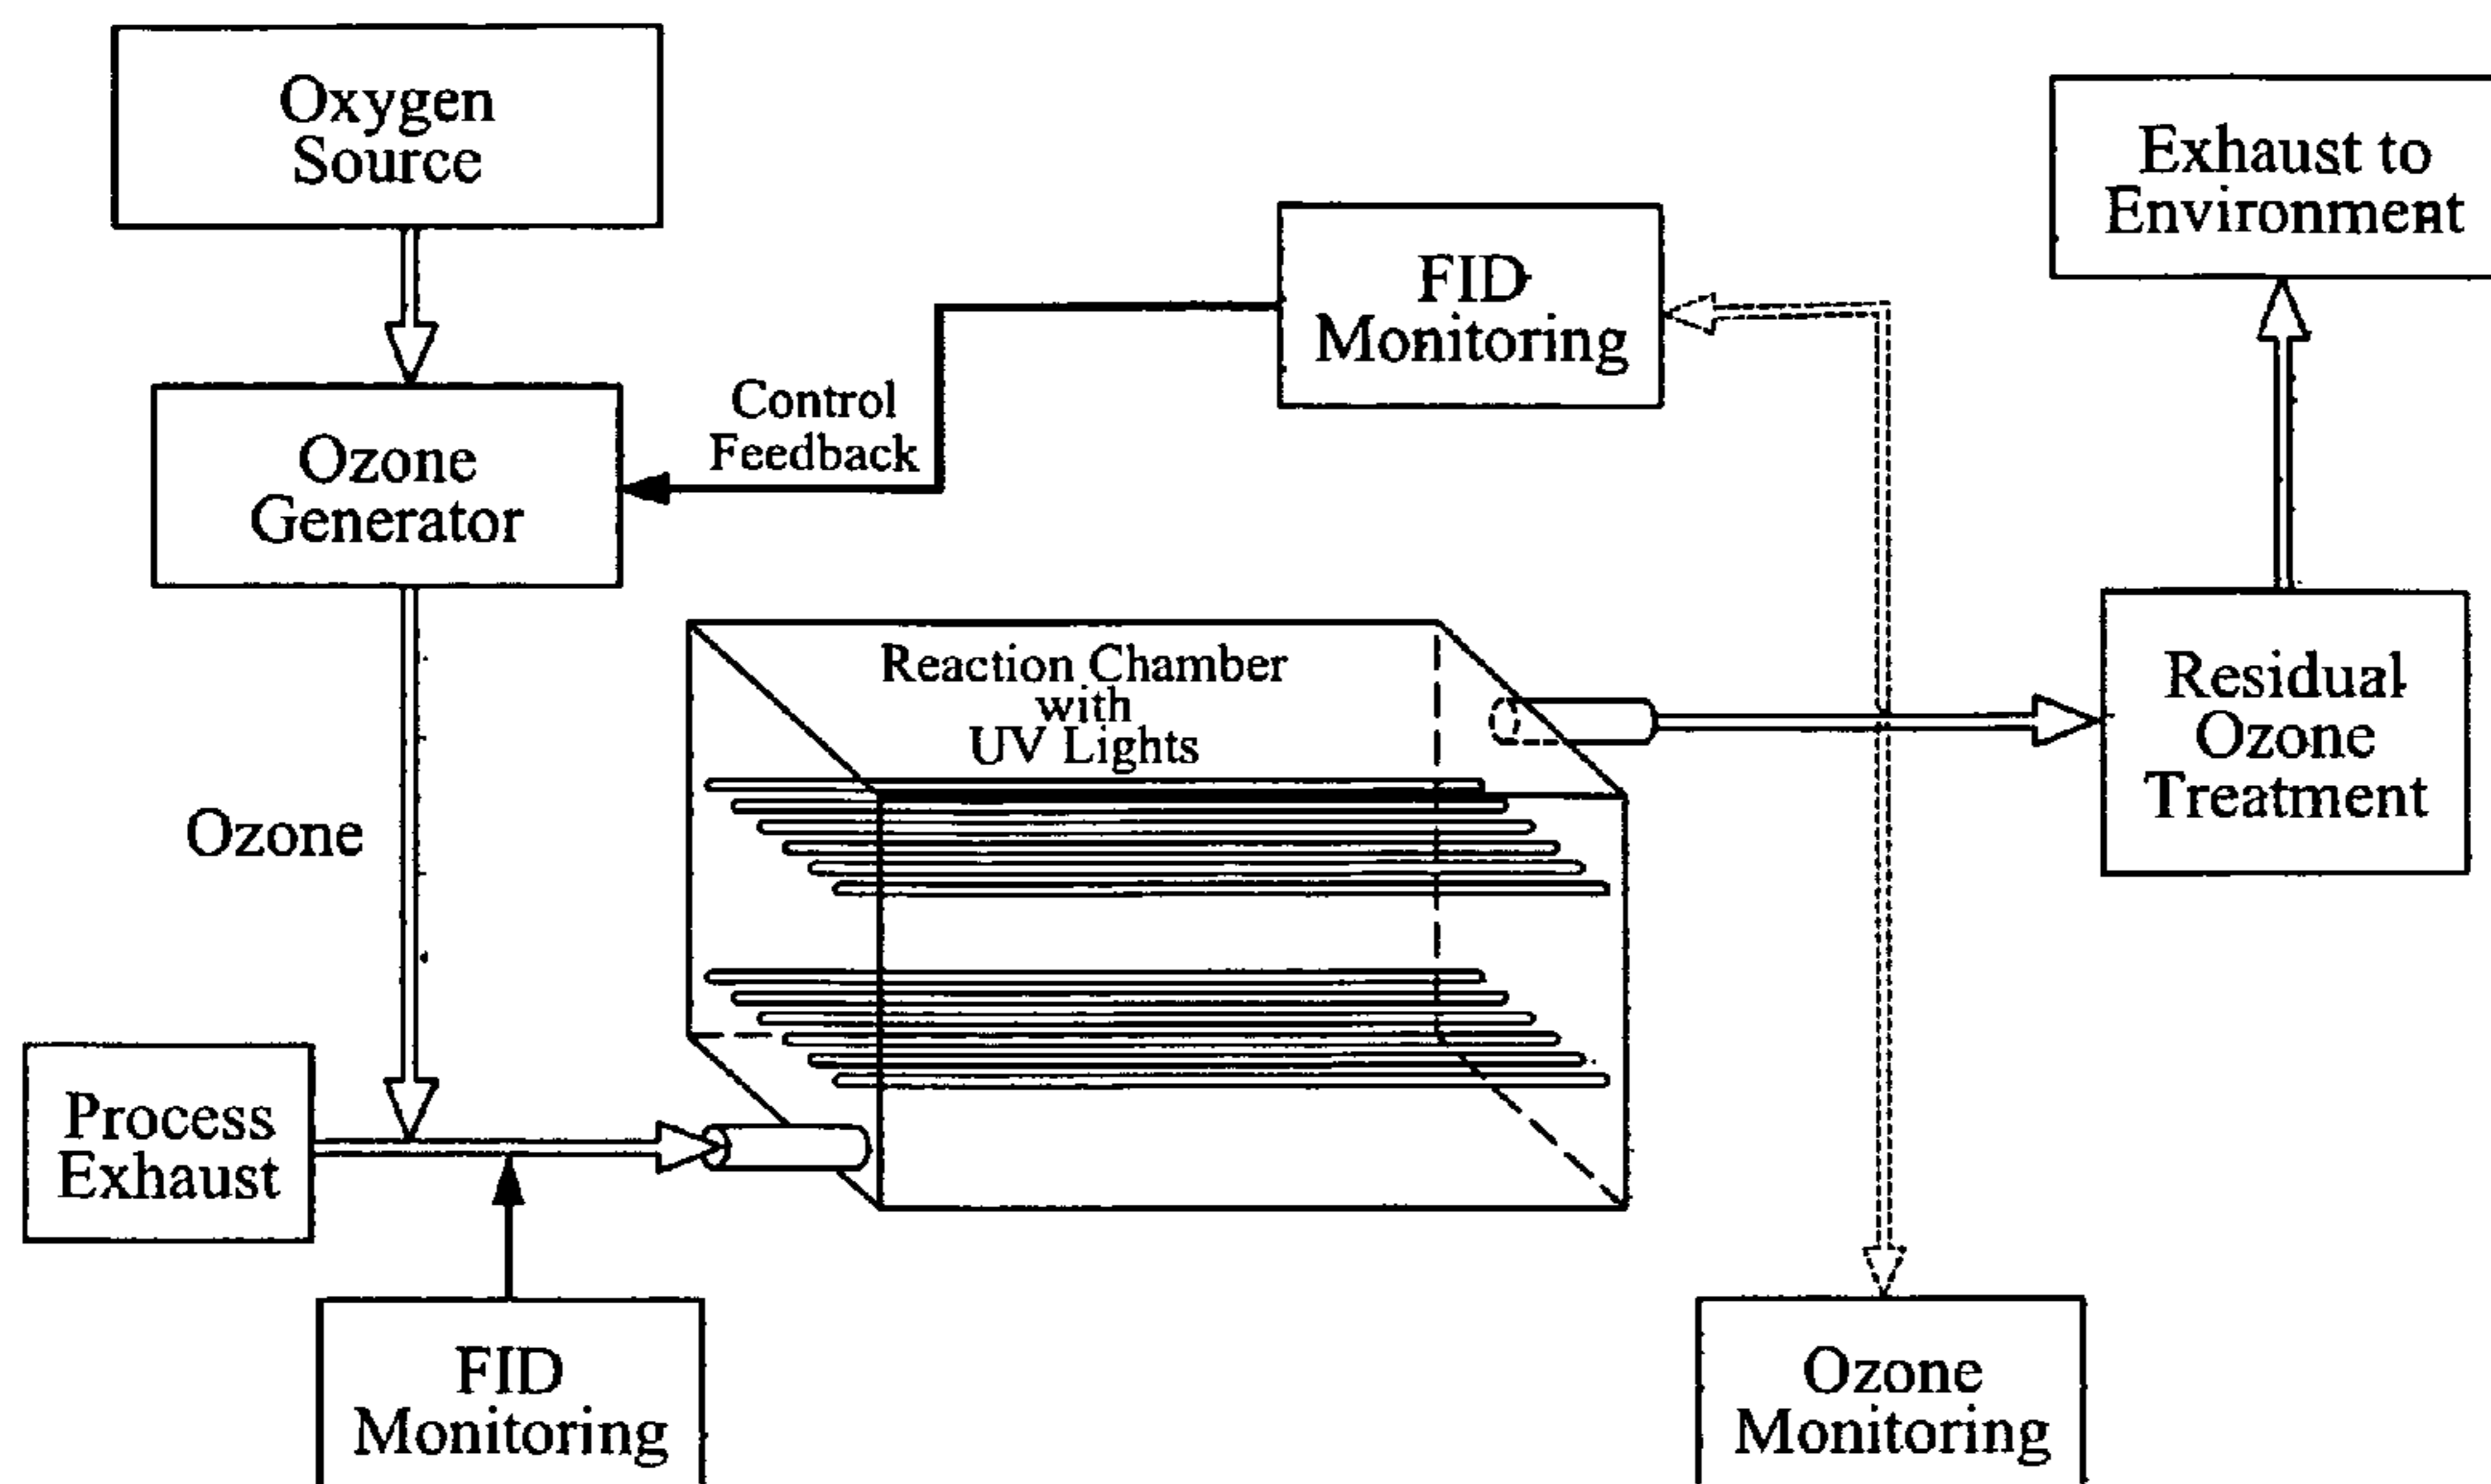 Oxygen
Source
Exhaust to
Environment
FID
Monitoring
Control
Feedback
Ozone
Generator
Reaction Chamber
with
UV Lights
Residual
Ozone
Treatment
Ozone
Process
Exhaust
FID
Monitoring
Ozone
Monitoring